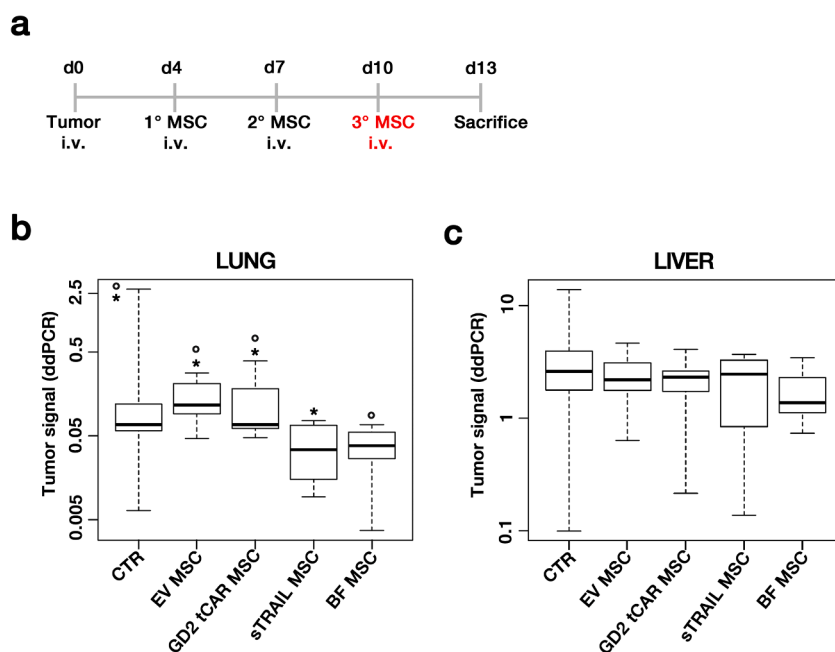 a
d0 d4 d7 d10 d13
Tumor 1° MSC 2° MSC 3° MSC Sacrifice
i.v. i.v. i.v. i.v.
b
LUNG
Tumor signal (ddPCR)
2.5
0.5
0.05
0.005
° ° °
* * * * °
CTR
EV MSC
GD2 tCAR MSC
sTRAIL MSC
BF MSC
c
LIVER
Tumor signal (ddPCR)
10
1
0.1
CTR
EV MSC
GD2 tCAR MSC
sTRAIL MSC
BF MSC